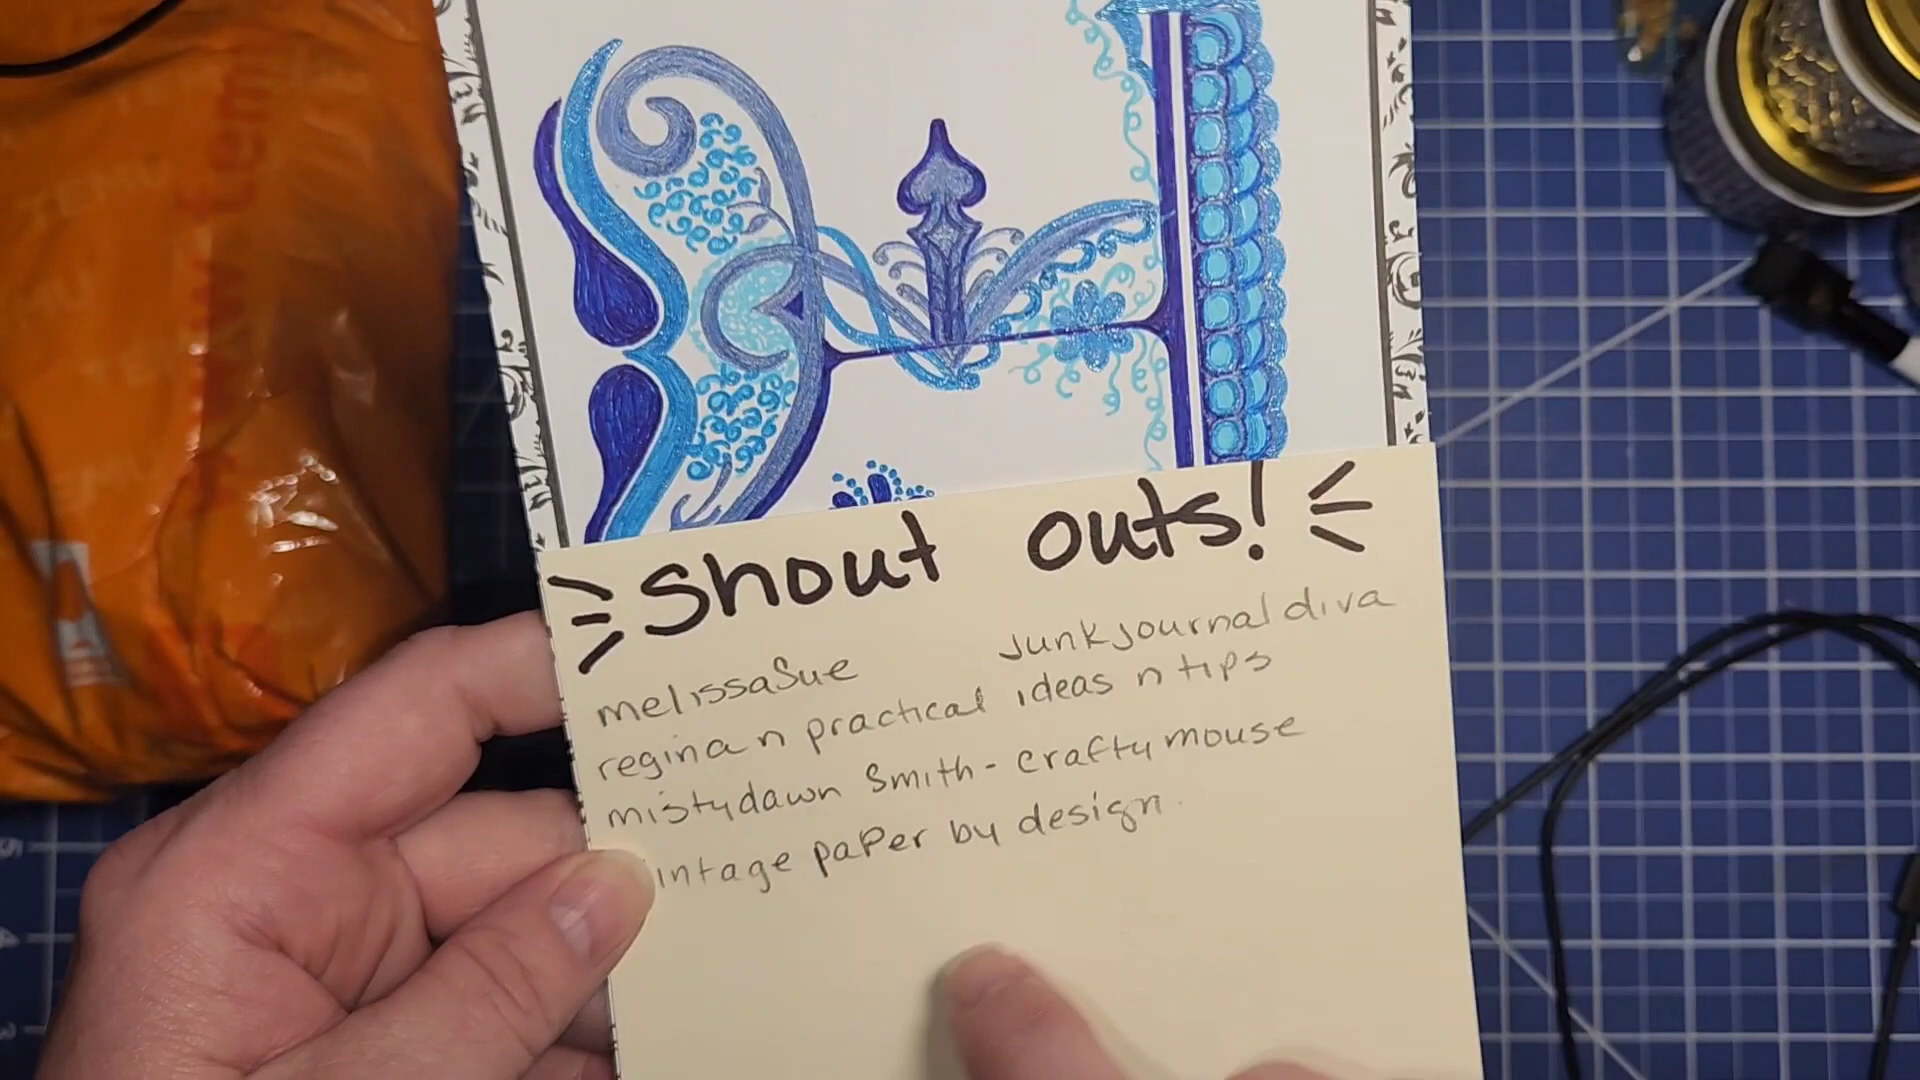 Shout outs!
melissaSue junkjournaldiva
regina n practical ideas n tips
mistydawn Smith - craftymouse
intage paper by design